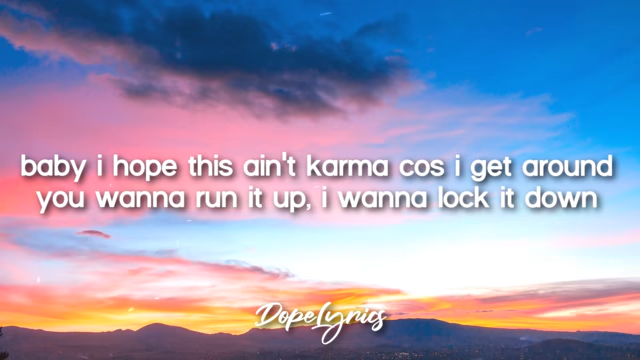 baby i hope this ain't karma cos i get around
you wanna run it up, i wanna lock it down
DopeLyrics